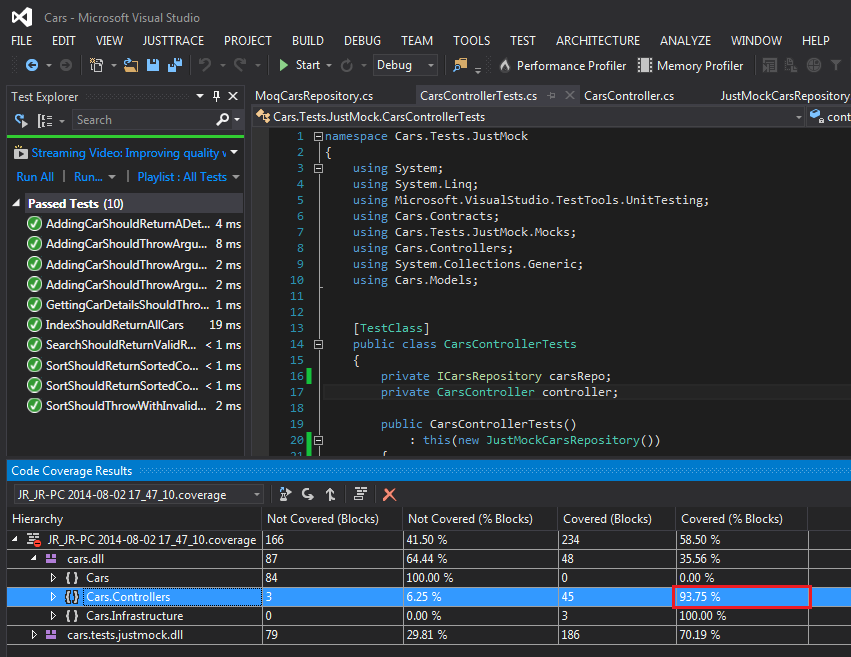 Cars - Microsoft Visual Studio
FILE EDIT VIEW JUSTTRACE PROJECT BUILD DEBUG TEAM TOOLS TEST ARCHITECTURE ANALYZE WINDOW HELP
Start Debug Performance Profiler Memory Profiler
Test Explorer
Search
Streaming Video: Improving quality v
Run All | Run... | Playlist : All Tests
Passed Tests (10)
AddingCarShouldReturnADet... 4 ms
AddingCarShouldThrowArgu... 8 ms
AddingCarShouldThrowArgu... 2 ms
AddingCarShouldThrowArgu... 2 ms
GettingCarDetailsShouldThro... 1 ms
IndexShouldReturnAllCars 19 ms
SearchShouldReturnValidR... < 1 ms
SortShouldReturnSortedCo... < 1 ms
SortShouldReturnSortedCo... < 1 ms
SortShouldThrowWithInvalid... 2 ms
MoqCarsRepository.cs CarsControllerTests.cs CarsController.cs JustMockCarsRepository
Cars.Tests.JustMock.CarsControllerTests cont
1 namespace Cars.Tests.JustMock
2 {
3 using System;
4 using System.Linq;
5 using Microsoft.VisualStudio.TestTools.UnitTesting;
6 using Cars.Contracts;
7 using Cars.Tests.JustMock.Mocks;
8 using Cars.Controllers;
9 using System.Collections.Generic;
10 using Cars.Models;
11
12
13 [TestClass]
14 public class CarsControllerTests
15 {
16 private ICarsRepository carsRepo;
17 private CarsController controller;
18
19 public CarsControllerTests()
20 : this(new JustMockCarsRepository())
21 {
Code Coverage Results
JR_JR-PC 2014-08-02 17_47_10.coverage
Hierarchy Not Covered (Blocks) Not Covered (% Blocks) Covered (Blocks) Covered (% Blocks)
JR_JR-PC 2014-08-02 17_47_10.coverage 166 41.50 % 234 58.50 %
cars.dll 87 64.44 % 48 35.56 %
{ } Cars 84 100.00 % 0 0.00 %
{ } Cars.Controllers 3 6.25 % 45 93.75 %
{ } Cars.Infrastructure 0 0.00 % 3 100.00 %
cars.tests.justmock.dll 79 29.81 % 186 70.19 %